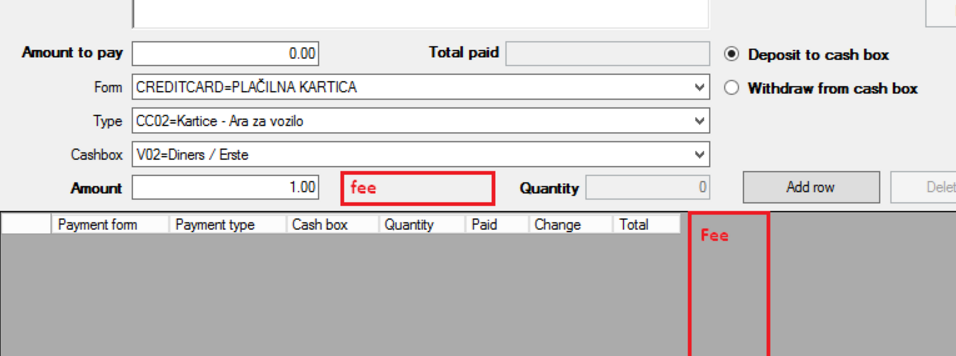 Amount to pay 0.00 Total paid Deposit to cash box
Form CREDITCARD=PLAČILNA KARTICA Withdraw from cash box
Type CC02=Kartice - Ara za vozilo
Cashbox V02=Diners / Erste
Amount 1.00 fee Quantity 0 Add row Delet
Payment form Payment type Cash box Quantity Paid Change Total
Fee